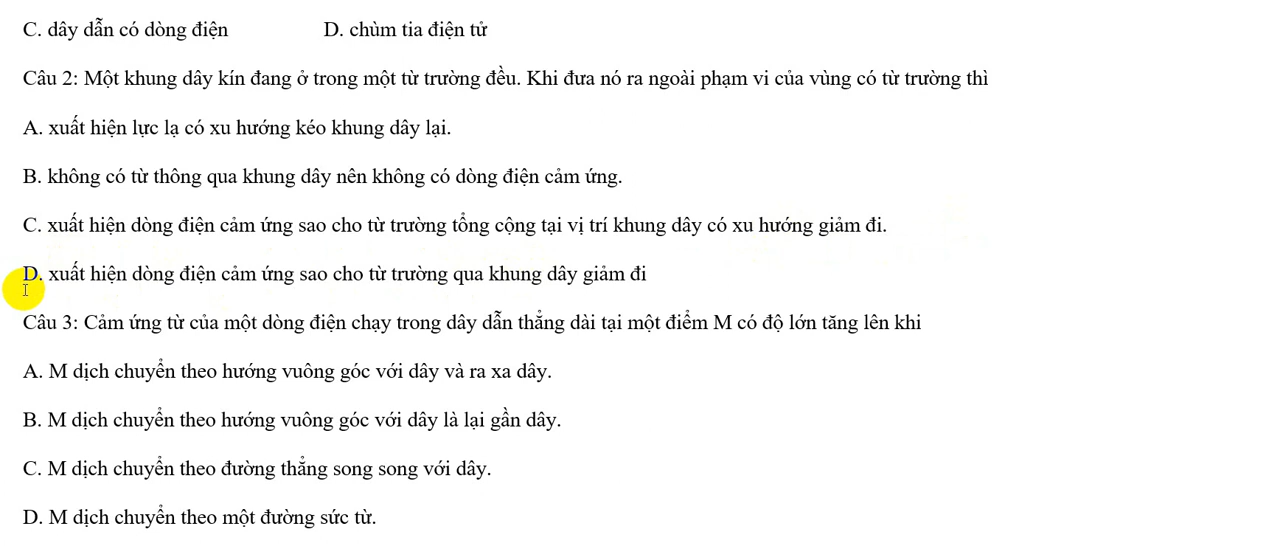 C. dây dẫn có dòng điện D. chùm tia điện tử
Câu 2: Một khung dây kín đang ở trong một từ trường đều. Khi đưa nó ra ngoài phạm vi của vùng có từ trường thì
A. xuất hiện lực lạ có xu hướng kéo khung dây lại.
B. không có từ thông qua khung dây nên không có dòng điện cảm ứng.
C. xuất hiện dòng điện cảm ứng sao cho từ trường tổng cộng tại vị trí khung dây có xu hướng giảm đi.
D. xuất hiện dòng điện cảm ứng sao cho từ trường qua khung dây giảm đi
Câu 3: Cảm ứng từ của một dòng điện chạy trong dây dẫn thẳng dài tại một điểm M có độ lớn tăng lên khi
A. M dịch chuyển theo hướng vuông góc với dây và ra xa dây.
B. M dịch chuyển theo hướng vuông góc với dây là lại gần dây.
C. M dịch chuyển theo đường thẳng song song với dây.
D. M dịch chuyển theo một đường sức từ.